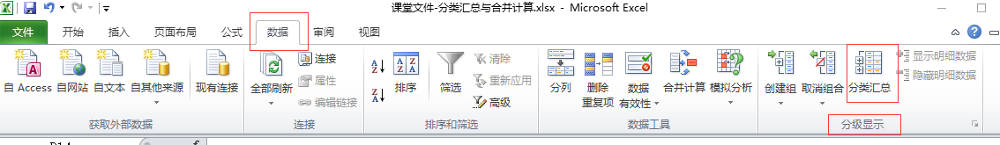 课堂文件-分类汇总与合并计算.xlsx - Microsoft Excel
文件 开始 插入 页面布局 公式 数据 审阅 视图
自 Access 自网站 自文本 自其他来源 现有连接 全部刷新 连接 属性 编辑链接 排序 筛选 清除 重新应用 高级 分列 删除 重复项 数据 有效性 合并计算 模拟分析 创建组 取消组合 分类汇总 显示明细数据 隐藏明细数据
获取外部数据 连接 排序和筛选 数据工具 分级显示